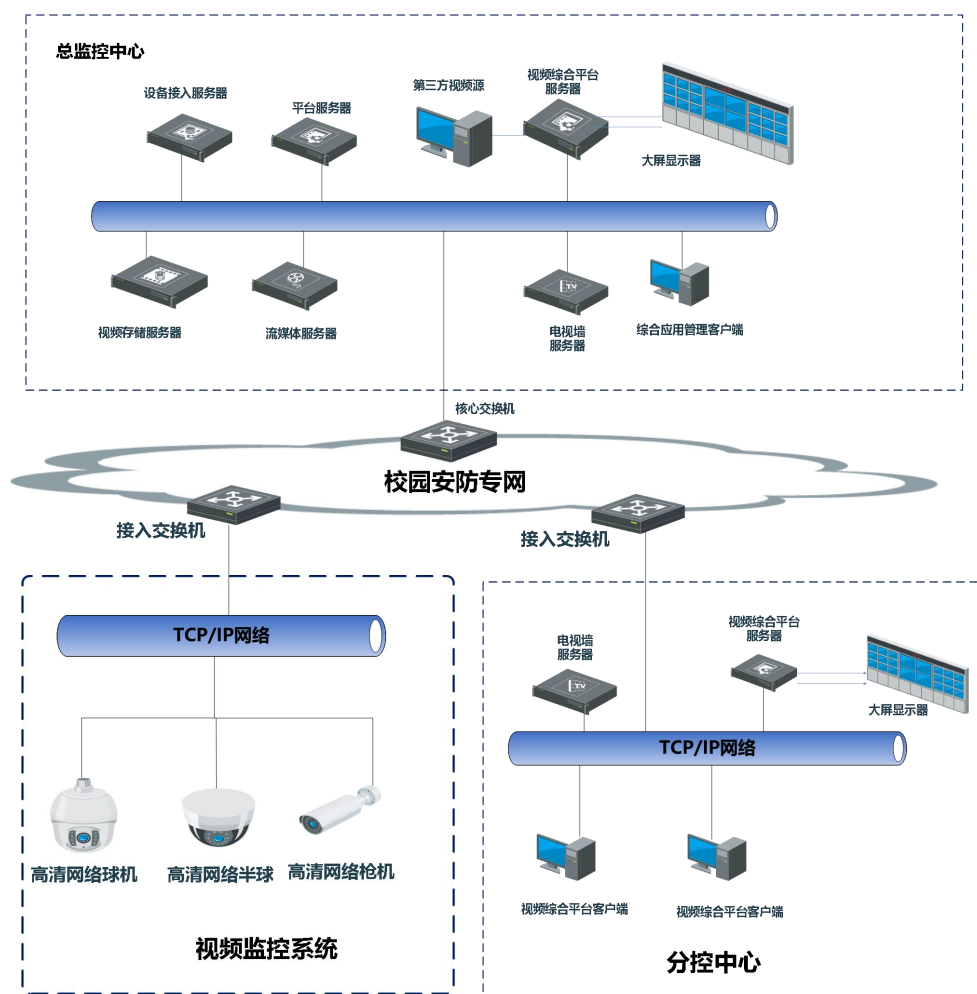 总监控中心
设备接入服务器
平台服务器
第三方视频源
视频综合平台
服务器
大屏显示器
视频存储服务器
流媒体服务器
电视墙
服务器
综合应用管理客户端
核心交换机
校园安防专网
接入交换机
接入交换机
TCP/IP网络
高清网络球机
高清网络半球
高清网络枪机
视频监控系统
电视墙
服务器
视频综合平台
服务器
大屏显示器
TCP/IP网络
视频综合平台客户端
视频综合平台客户端
分控中心